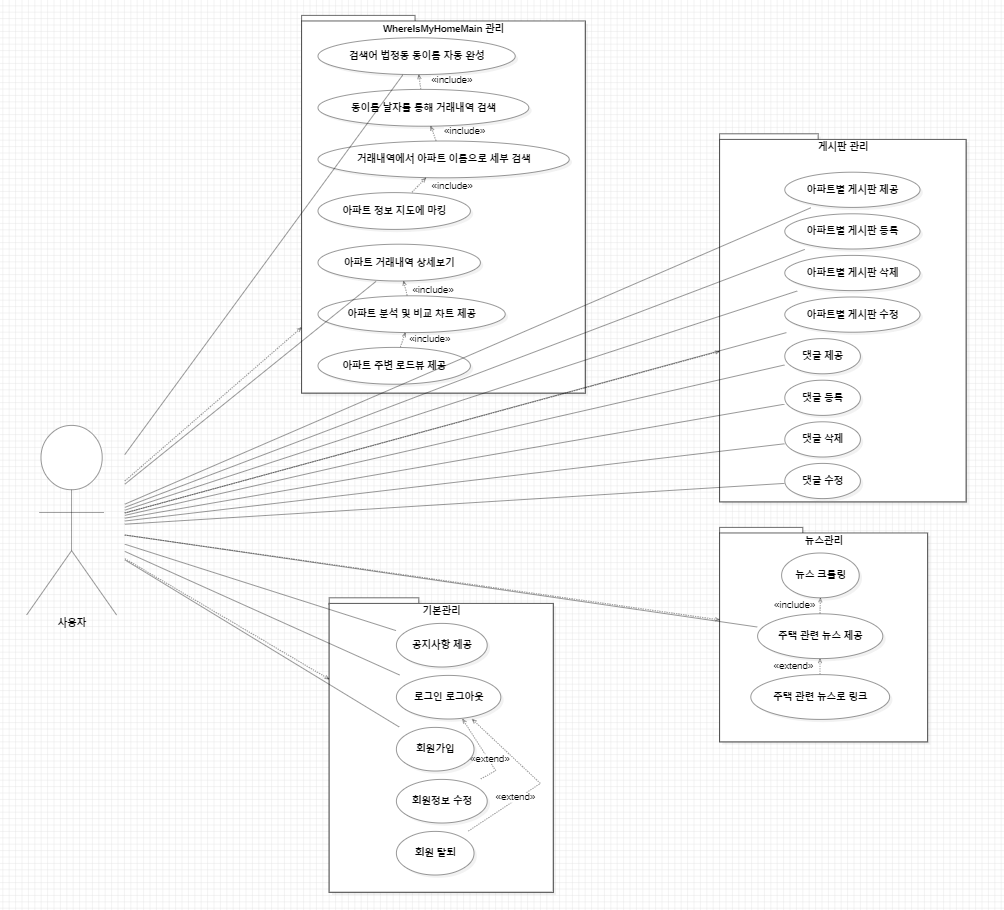 WhereIsMyHomeMain 관리
검색어 법정동 동이름 자동 완성
«include»
동이름 날자를 통해 거래내역 검색
«include»
거래내역에서 아파트 이름으로 세부 검색
«include»
아파트 정보 지도에 마킹
아파트 거래내역 상세보기
«include»
아파트 분석 및 비교 차트 제공
«include»
아파트 주변 로드뷰 제공
게시판 관리
아파트별 게시판 제공
아파트별 게시판 등록
아파트별 게시판 삭제
아파트별 게시판 수정
댓글 제공
댓글 등록
댓글 삭제
댓글 수정
사용자
뉴스관리
뉴스 크롤링
«include»
주택 관련 뉴스 제공
«extend»
주택 관련 뉴스로 링크
기본관리
공지사항 제공
로그인 로그아웃
회원가입
«extend»
회원정보 수정
«extend»
회원 탈퇴